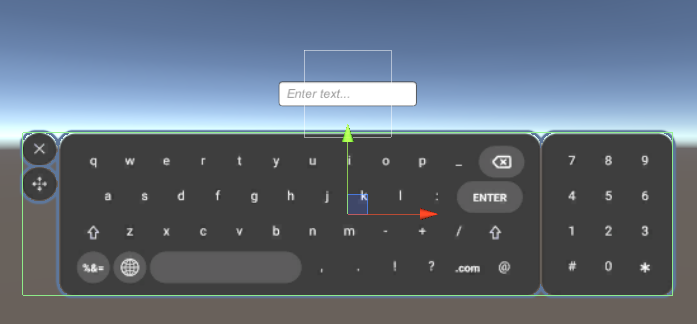 Enter text...
q w e r t y u i o p _ 7 8 9
a s d f g h j k l : ENTER 4 5 6
z x c v b n m - + / 1 2 3
%&= , . ! ? .com @ # 0 *